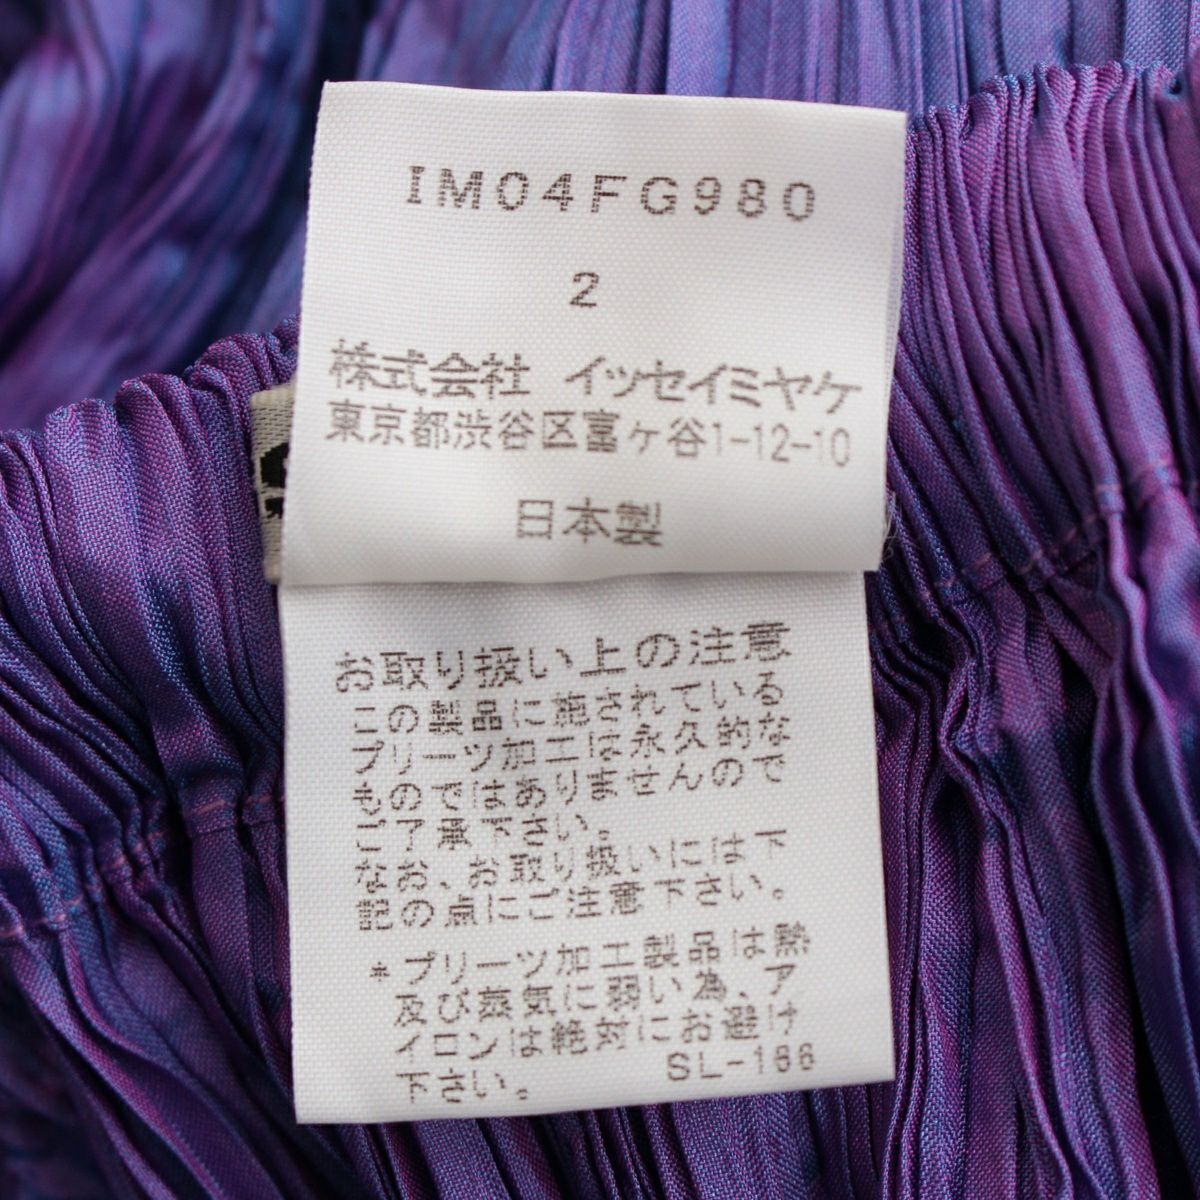 IM04FG980
2
株式会社 イッセイミヤケ
東京都渋谷区富ヶ谷1-12-10
日本製
お取り扱い上の注意
この製品に施されている
プリーツ加工は永久的な
ものではありませんので
ご了承下さい。
なお、お取り扱いには下
記の点にご注意下さい。
*プリーツ加工製品は熱
及び蒸気に弱い為、ア
イロンは絶対にお避け
下さい。
SL-166